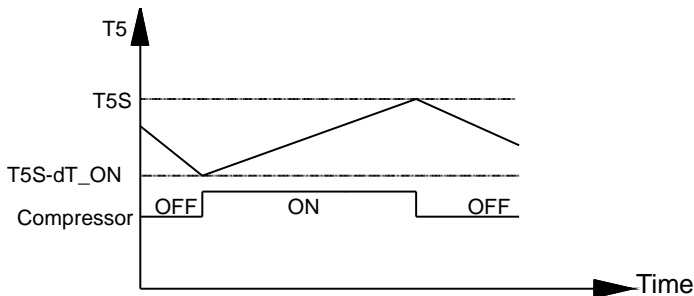 T5
T5S
T5S-dT_ON
Compressor OFF ON OFF
Time